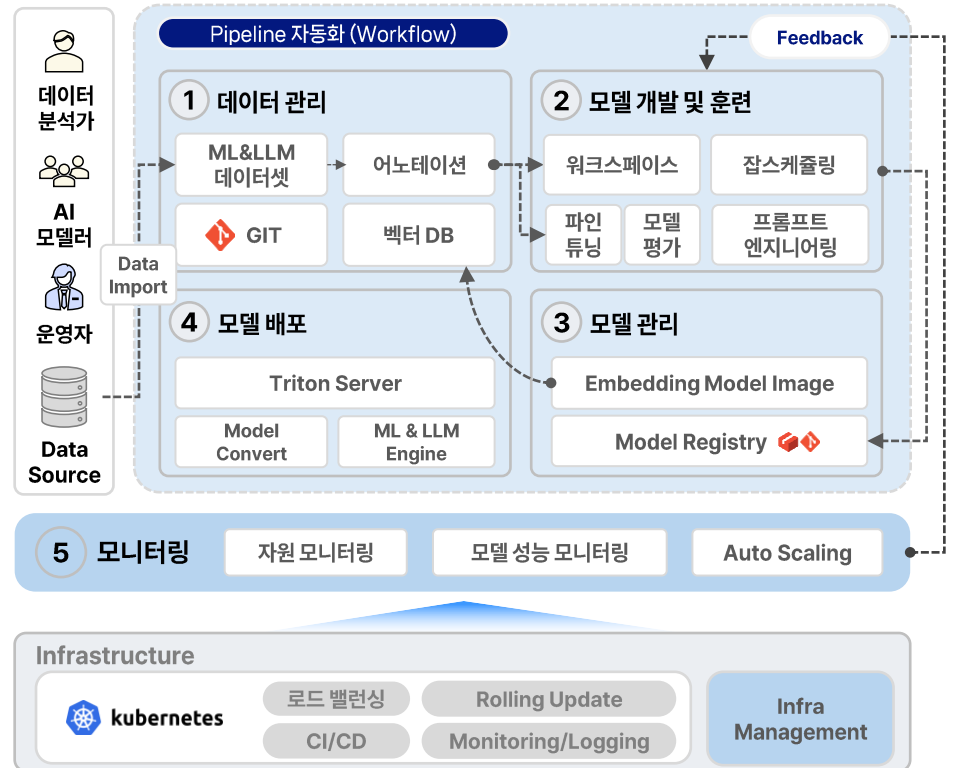 Pipeline 자동화 (Workflow)
Feedback
데이터
분석가
AI
모델러
운영자
Data
Source
Data
Import
1 데이터 관리
ML&LLM
데이터셋
어노테이션
GIT
벡터 DB
2 모델 개발 및 훈련
워크스페이스
잡스케쥴링
파인
튜닝
모델
평가
프롬프트
엔지니어링
4 모델 배포
Triton Server
Model
Convert
ML & LLM
Engine
3 모델 관리
Embedding Model Image
Model Registry
5 모니터링
자원 모니터링
모델 성능 모니터링
Auto Scaling
Infrastructure
kubernetes
로드 밸런싱
Rolling Update
CI/CD
Monitoring/Logging
Infra
Management